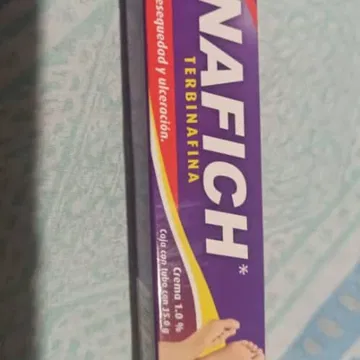 NAFICH*
TERBINAFINA
resequedad y ulceración.
Crema 1.0 %
Caja con tubo con 15.0 g